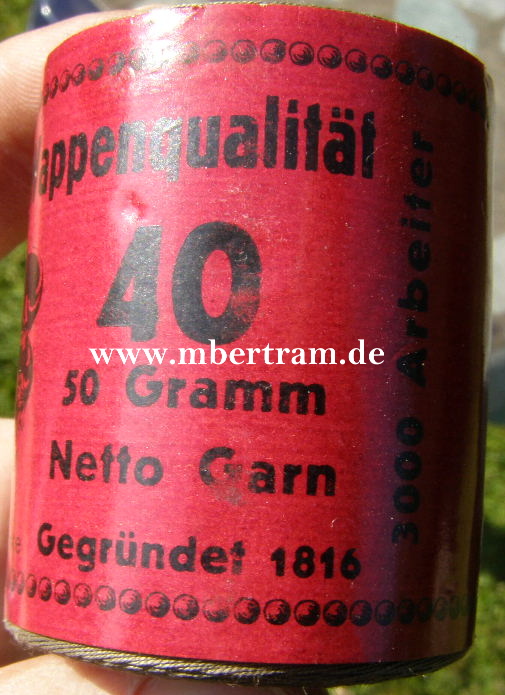 appenqualität
40
www.mbertram.de
50 Gramm
Netto Garn
Gegründet 1816
3000 Arbeiter